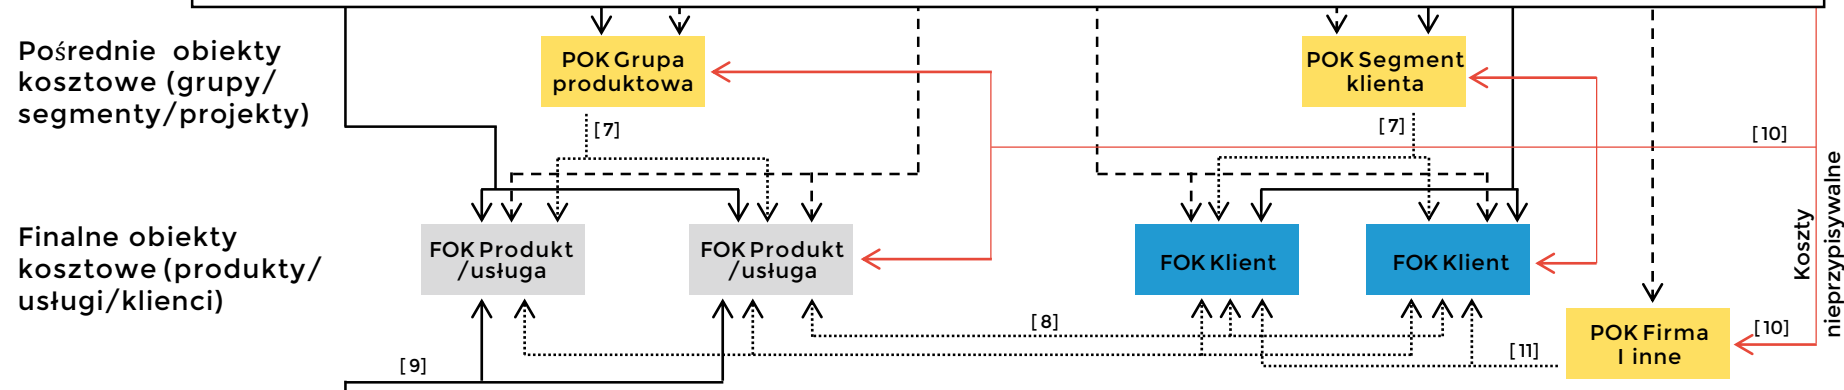 Pośrednie obiekty
kosztowe (grupy/
segmenty/projekty)
POK Grupa
produktowa
POK Segment
klienta
[7]
[7]
[10]
Finalne obiekty
kosztowe (produkty/
usługi/klienci)
FOK Produkt
/usługa
FOK Produkt
/usługa
FOK Klient
FOK Klient
Koszty
nieprzypisywalne
[8]
[9]
[11]
POK Firma
I inne
[10]